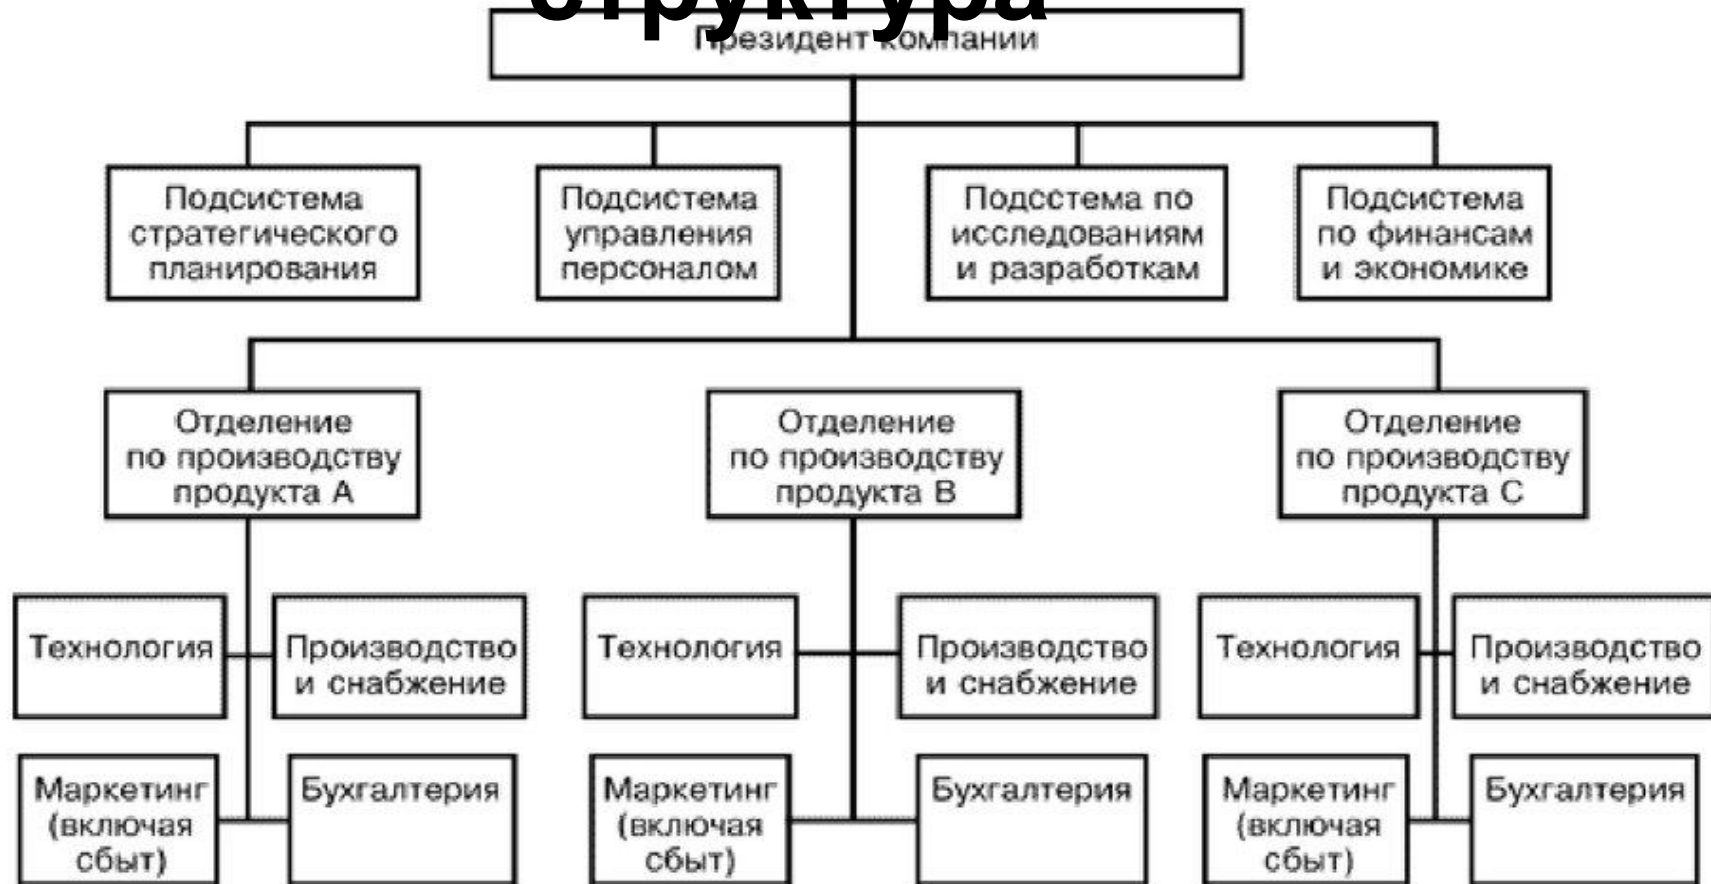 структура
Президент компании
Подсистема
стратегического
планирования
Подсистема
управления
персоналом
Подсстема по
исследованиям
и разработкам
Подсистема
по финансам
и экономике
Отделение
по производству
продукта А
Отделение
по производству
продукта В
Отделение
по производству
продукта С
Технология
Производство
и снабжение
Технология
Производство
и снабжение
Технология
Производство
и снабжение
Маркетинг
(включая
сбыт)
Бухгалтерия
Маркетинг
(включая
сбыт)
Бухгалтерия
Маркетинг
(включая
сбыт)
Бухгалтерия